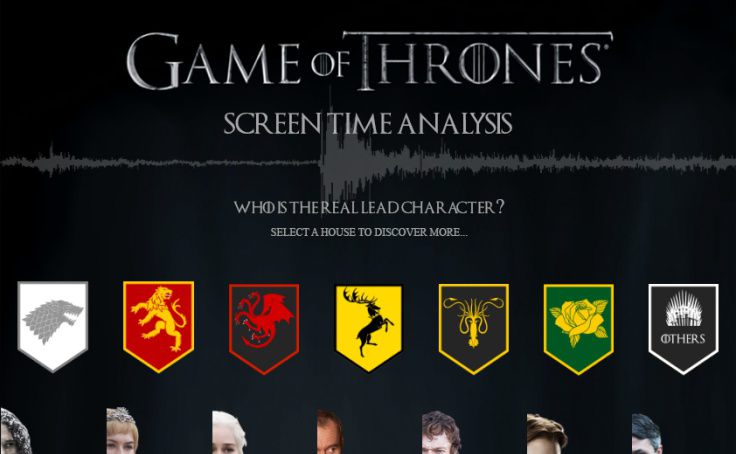 GAME OF THRONES®
SCREEN TIME ANALYSIS
WHO IS THE REAL LEAD CHARACTER?
SELECT A HOUSE TO DISCOVER MORE...
OTHERS